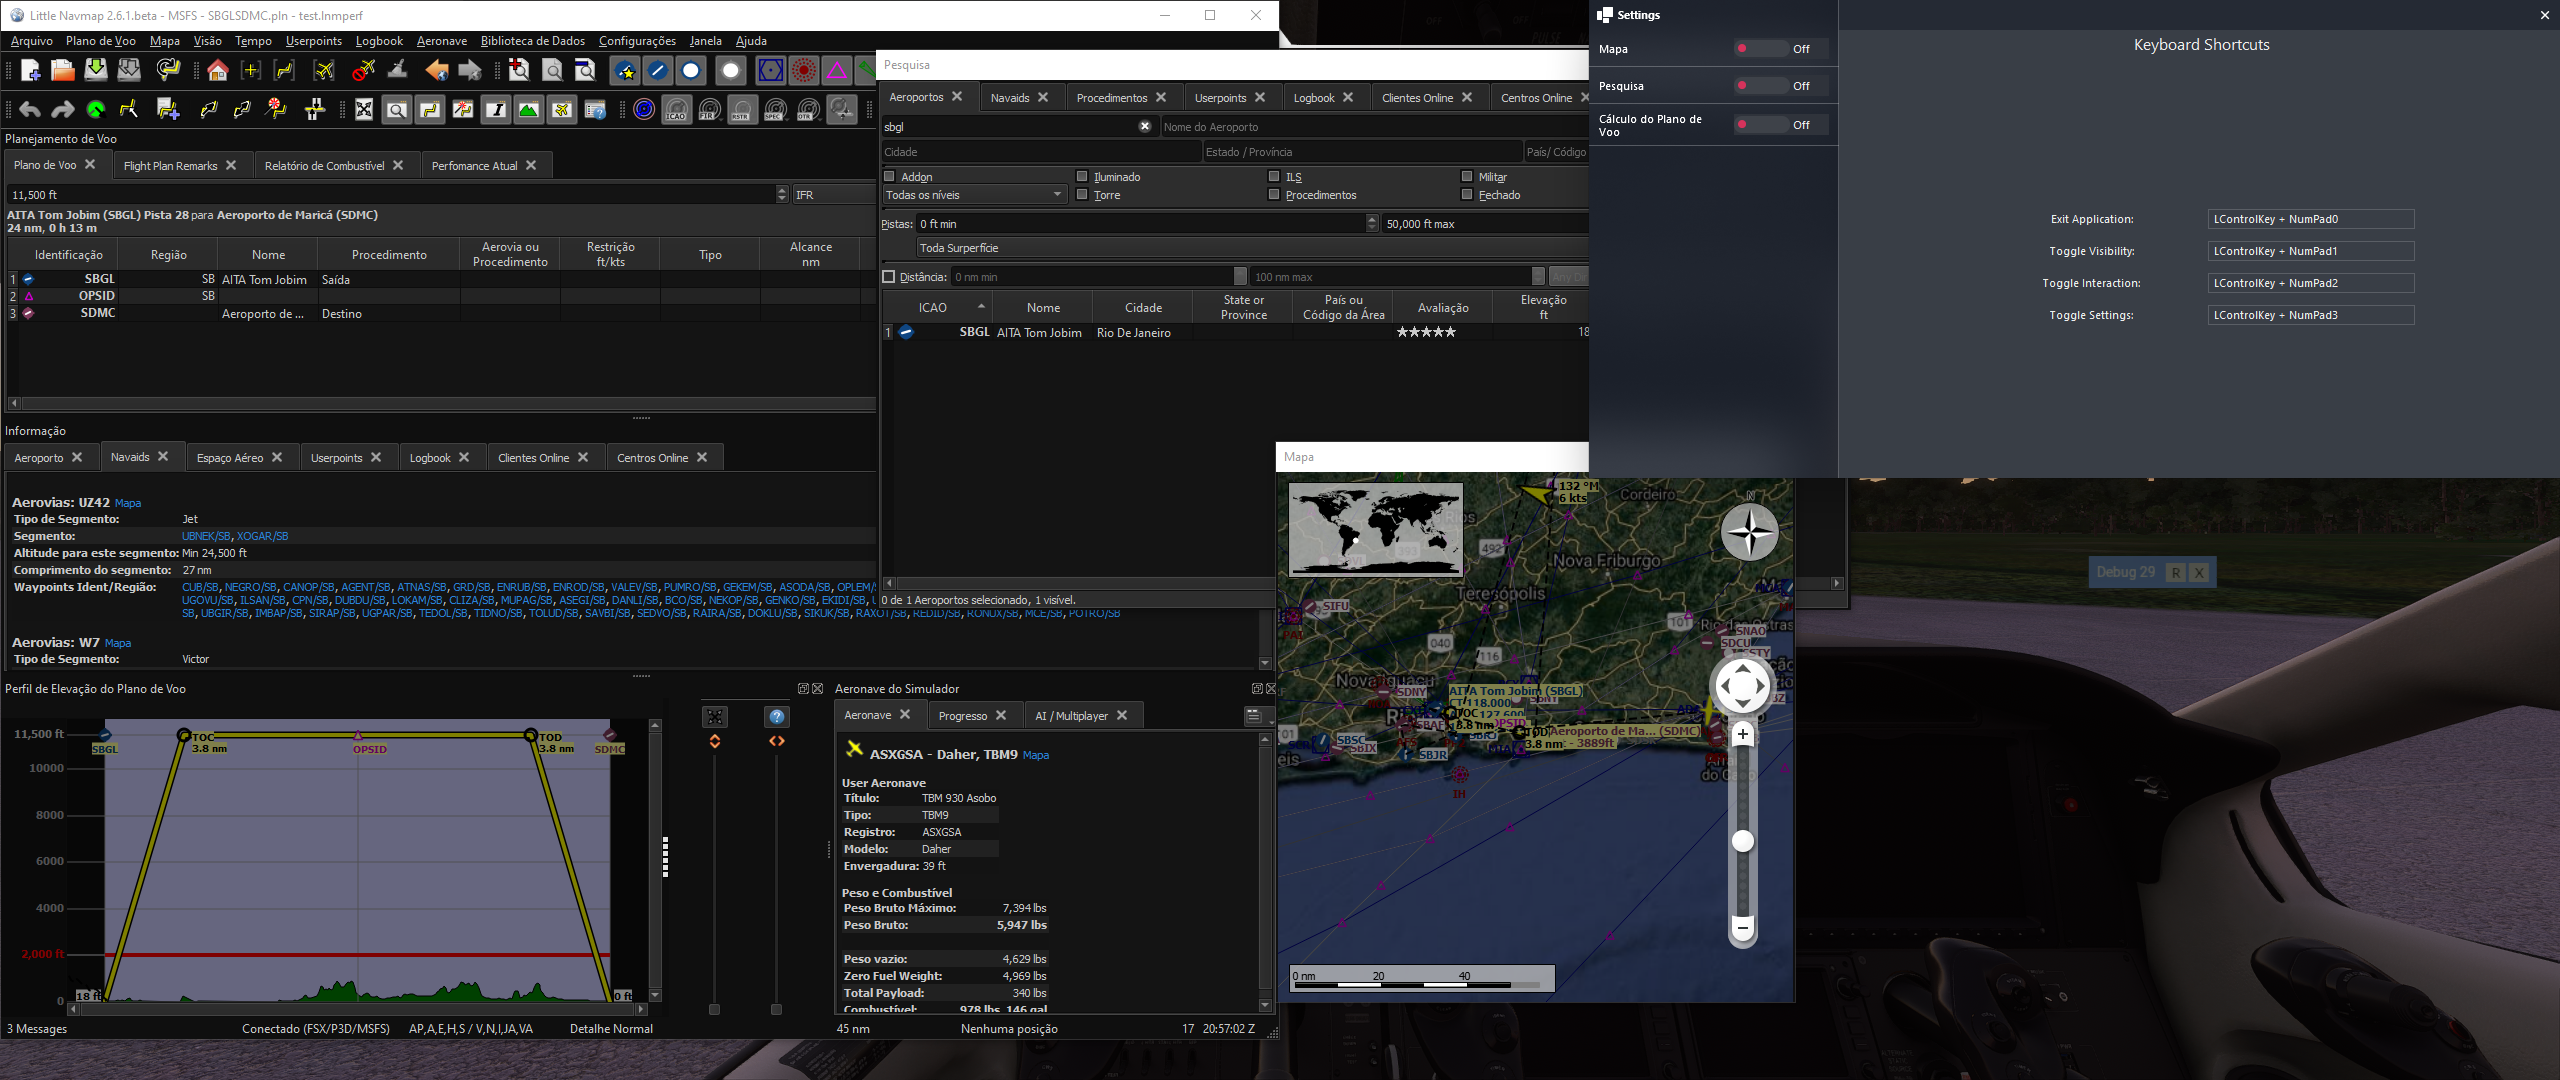 Little Navmap 2.6.1.beta - MSFS - SBGLSDMC.pln - test.lnmperf
Arquivo Plano de Voo Mapa Visão Tempo Userpoints Logbook Aeronave Biblioteca de Dados Configurações Janela Ajuda
Planejamento de Voo
Plano de Voo Flight Plan Remarks Relatório de Combustível Perfomance Atual
11,500 ft IFR
AITA Tom Jobim (SBGL) Pista 28 para Aeroporto de Maricá (SDMC)
24 nm, 0 h 13 m
Identificação Região Nome Procedimento Aerovia ou Procedimento Restrição ft/kts Tipo Alcance nm
1 SBGL SB AITA Tom Jobim Saída
2 OPSID SB
3 SDMC Aeroporto de ... Destino
Informação
Aeroporto Navaids Espaço Aéreo Userpoints Logbook Clientes Online Centros Online
Aerovias: UZ42 Mapa
Tipo de Segmento: Jet
Segmento: UBNEK/SB, XOGAR/SB
Altitude para este segmento: Min 24,500 ft
Comprimento do segmento: 27 nm
Waypoints Ident/Região: CUB/SB, NEGRO/SB, CANOP/SB, AGENT/SB, ATNAS/SB, GRD/SB, ENRUB/SB, ENROD/SB, VALEV/SB, PUMRO/SB, GEKEM/SB, ASODA/SB, OPLEM/
UGOVU/SB, ILSAN/SB, CPN/SB, DUBDU/SB, LOKAM/SB, CLIZA/SB, MUPAG/SB, ASEGI/SB, DANLI/SB, BCO/SB, NEKOP/SB, GENKO/SB, EKIDI/SB,
SB, UBGIR/SB, IMBAP/SB, SIRAP/SB, UGPAR/SB, TEDOL/SB, TIDNO/SB, TOLUD/SB, SAVBI/SB, SEDVO/SB, RAIRA/SB, DOKLU/SB, SIKUK/SB, RAXOT/SB, REDID/SB, RONUX/SB, MCE/SB, POTRO/SB
Aerovias: W7 Mapa
Tipo de Segmento: Victor
Perfil de Elevação do Plano de Voo
11,500 ft
10000
8000
6000
4000
2,000 ft
0
SBGL TOC 3.8 nm OPSID TOD 3.8 nm SDMC
18 ft 0 ft
Aeronave do Simulador
Aeronave Progresso AI / Multiplayer
ASXGSA - Daher, TBM9 Mapa
User Aeronave
Título: TBM 930 Asobo
Tipo: TBM9
Registro: ASXGSA
Modelo: Daher
Envergadura: 39 ft
Peso e Combustível
Peso Bruto Máximo: 7,394 lbs
Peso Bruto: 5,947 lbs
Peso vazio: 4,629 lbs
Zero Fuel Weight: 4,969 lbs
Total Payload: 340 lbs
Combustível: 978 lbs, 146 gal
3 Messages Conectado (FSX/P3D/MSFS) AP,A,E,H,S / V,N,I,JA,VA Detalhe Normal 45 nm Nenhuma posição 17 20:57:02 Z
Pesquisa
Aeroportos Navaids Procedimentos Userpoints Logbook Clientes Online Centros Online
sbgl Nome do Aeroporto
Cidade Estado / Província País/ Código
Addon Iluminado ILS Militar
Todas os níveis Torre Procedimentos Fechado
Pistas: 0 ft min 50,000 ft max
Toda Surperfície
Distância: 0 nm min 100 nm max Any Dir
ICAO Nome Cidade State or Province País ou Código da Área Avaliação Elevação ft
1 SBGL AITA Tom Jobim Rio De Janeiro 18
0 de 1 Aeroportos selecionado, 1 visível.
Mapa
132 °M
6 kts
Cordeiro
N
492
Nova Friburgo
Teresópolis
SIFU
PAI
040
116
101
SNAO
SDCU
SDNY
AITA Tom Jobim (SBGL)
CT 118.000
TOC 127.600
3.8 nm
OPSID
SBSC
SBJR
TOD
3.8 nm
Aeroporto de Ma... (SDMC)
- 3889ft
do Cabo
IH
0 nm 20 40
Settings
Mapa Off
Pesquisa Off
Cálculo do Plano de Voo Off
Keyboard Shortcuts
Exit Application: LControlKey + NumPad0
Toggle Visibility: LControlKey + NumPad1
Toggle Interaction: LControlKey + NumPad2
Toggle Settings: LControlKey + NumPad3
Debug 29 R X